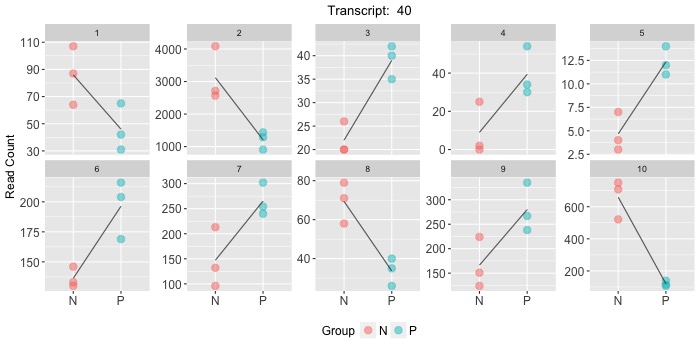 Transcript: 40
1 2 3 4 5
110 4000 40 40 12.5
90 3000 35 10.0
70 2000 30 20 7.5
50 25 5.0
30 1000 20 0 2.5
Read Count
6 7 8 9 10
200 300 80 300 600
250 60 250 400
150 200 40 200 200
150 150
100
N P N P N P N P N P
Group N P